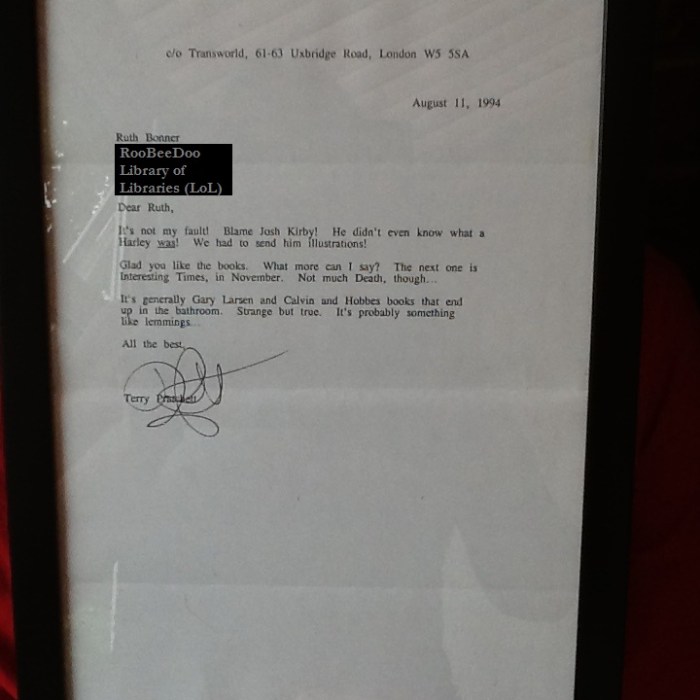 c/o Transworld, 61-63 Uxbridge Road, London W5 5SA
August 11, 1994
Ruth Bonner
RooBeeDoo
Library of
Libraries (LoL)
Dear Ruth,
It's not my fault! Blame Josh Kirby! He didn't even know what a
Harley was! We had to send him illustrations!
Glad you like the books. What more can I say? The next one is
Interesting Times, in November. Not much Death, though...
It's generally Gary Larsen and Calvin and Hobbes books that end
up in the bathroom. Strange but true. It's probably something
like lemmings...
All the best,
Terry Pratchett